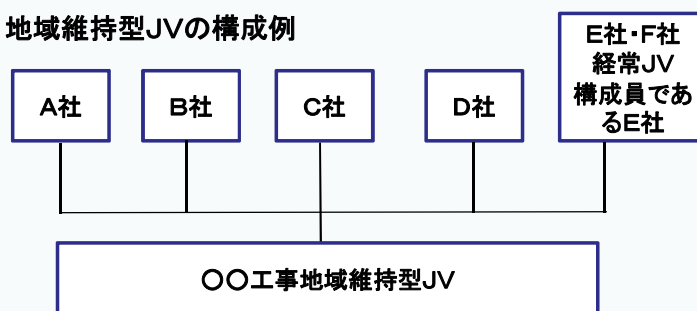 地域維持型JVの構成例
A社
B社
C社
D社
E社・F社
経常JV
構成員であ
るE社
〇〇工事地域維持型JV